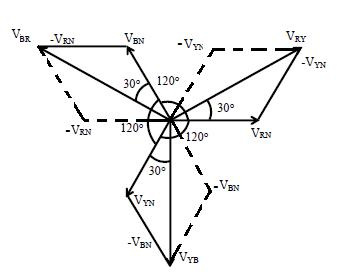 V_BR -V_RN V_BN -V_YN V_RY
-V_YN
30° 120° 30°
-V_RN 120° 120° V_RN
30° -V_BN
V_YN
-V_BN
V_YB